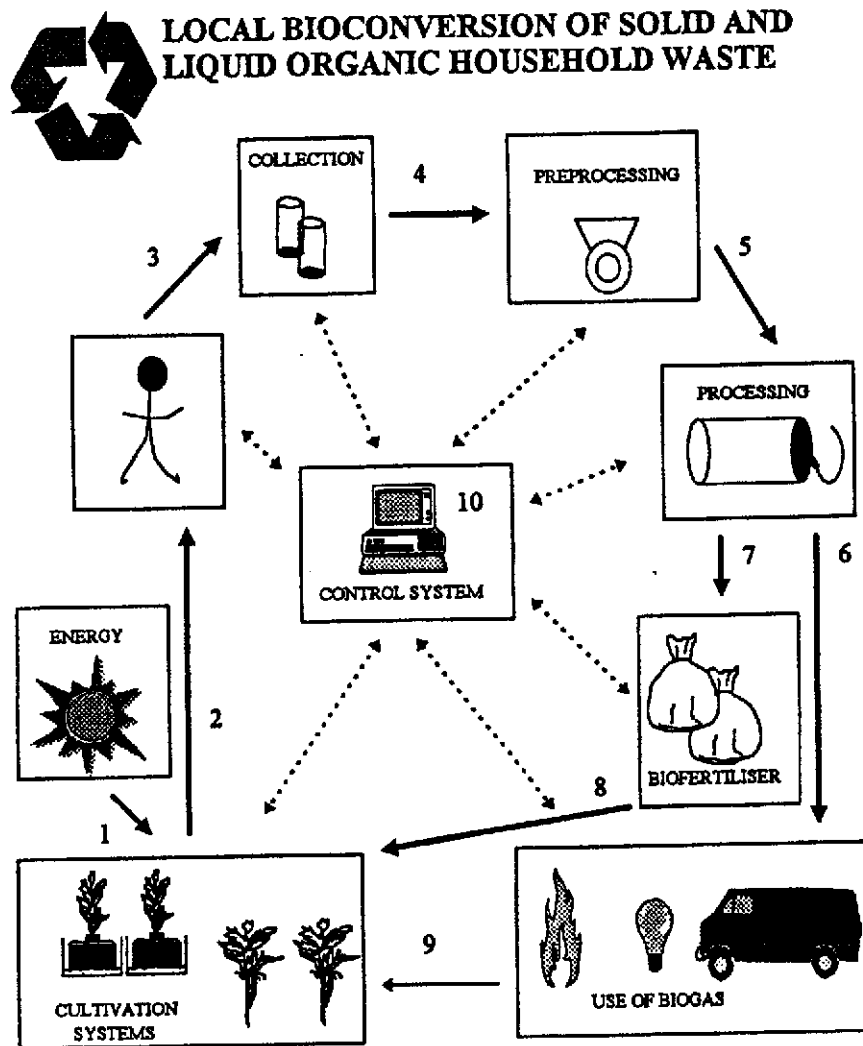 LOCAL BIOCONVERSION OF SOLID AND
LIQUID ORGANIC HOUSEHOLD WASTE
COLLECTION
4
PREPROCESSING
3
5
PROCESSING
10
CONTROL SYSTEM
7
6
ENERGY
2
BIOFERTILISER
8
1
9
CULTIVATION
SYSTEMS
USE OF BIOGAS